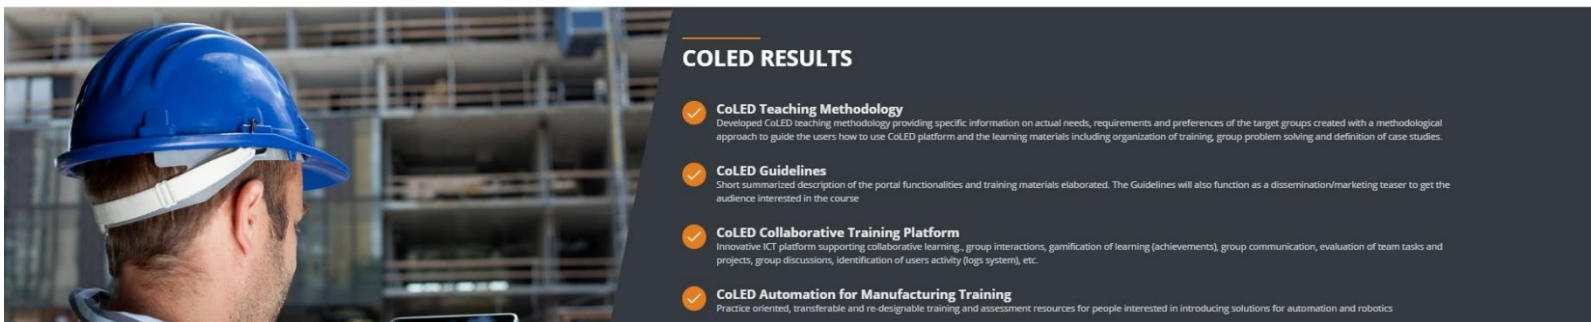 COLED RESULTS
CoLED Teaching Methodology
Developed CoLED teaching methodology providing specific information on actual needs, requirements and preferences of the target groups created with a methodological
approach to guide the users how to use CoLED platform and the learning materials including organization of training, group problem solving and definition of case studies.
CoLED Guidelines
Short summarized description of the portal functionalities and training materials elaborated. The Guidelines will also function as a dissemination/marketing teaser to get the
audience interested in the course
CoLED Collaborative Training Platform
Innovative ICT platform supporting collaborative learning., group interactions, gamification of learning (achievements), group communication, evaluation of team tasks and
projects, group discussions, identification of users activity (logs system), etc.
CoLED Automation for Manufacturing Training
Practice oriented, transferable and re-designable training and assessment resources for people interested in introducing solutions for automation and robotics